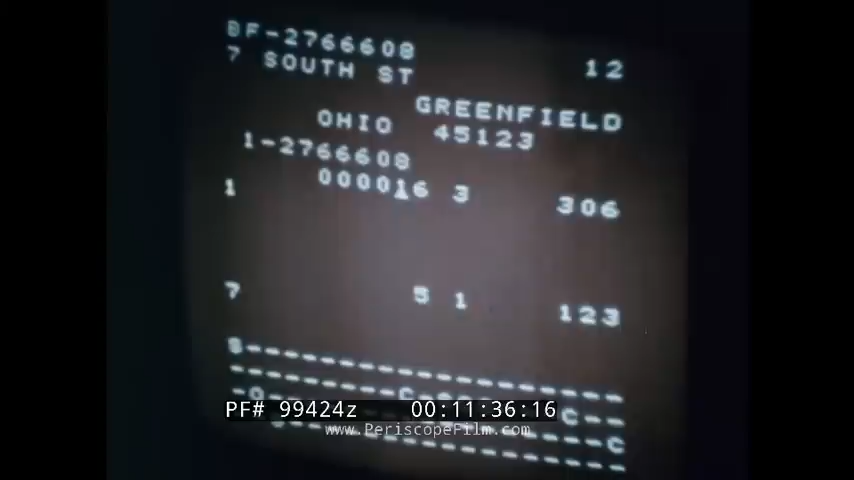 BF-2766608
12
7 SOUTH ST
GREENFIELD
OHIO 45123
1-2766608
1 000016 3 306
7 5 1 123
S-----------------
PF# 99424z 00:11:36:16
www.PeriscopeFilm.com